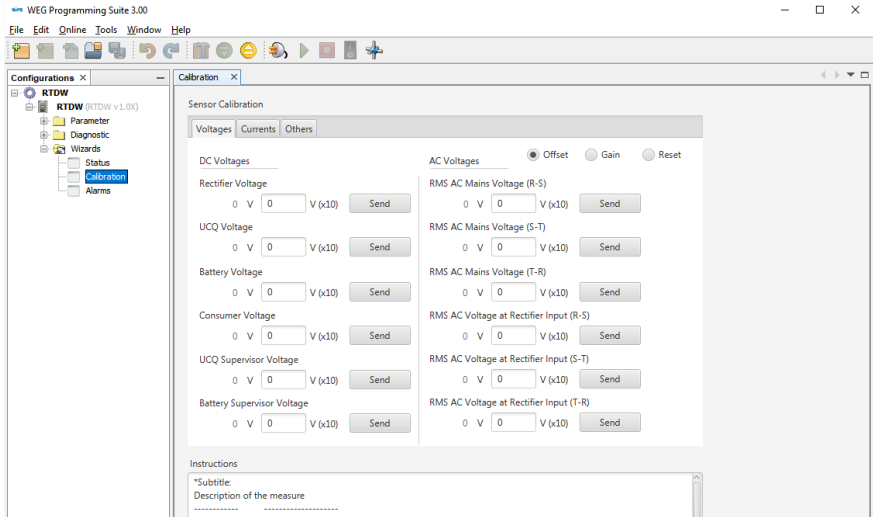 WEG Programming Suite 3.00
File Edit Online Tools Window Help
Configurations
Calibration
RTDW
RTDW (RTDW v1.0X)
Parameter
Diagnostic
Wizards
Status
Calibration
Alarms
Sensor Calibration
Voltages Currents Others
DC Voltages
AC Voltages
Offset Gain Reset
Rectifier Voltage
0 V 0 V (x10) Send
UCQ Voltage
0 V 0 V (x10) Send
Battery Voltage
0 V 0 V (x10) Send
Consumer Voltage
0 V 0 V (x10) Send
UCQ Supervisor Voltage
0 V 0 V (x10) Send
Battery Supervisor Voltage
0 V 0 V (x10) Send
RMS AC Mains Voltage (R-S)
0 V 0 V (x10) Send
RMS AC Mains Voltage (S-T)
0 V 0 V (x10) Send
RMS AC Mains Voltage (T-R)
0 V 0 V (x10) Send
RMS AC Voltage at Rectifier Input (R-S)
0 V 0 V (x10) Send
RMS AC Voltage at Rectifier Input (S-T)
0 V 0 V (x10) Send
RMS AC Voltage at Rectifier Input (T-R)
0 V 0 V (x10) Send
Instructions
*Subtitle:
Description of the measure
------------ --------------------